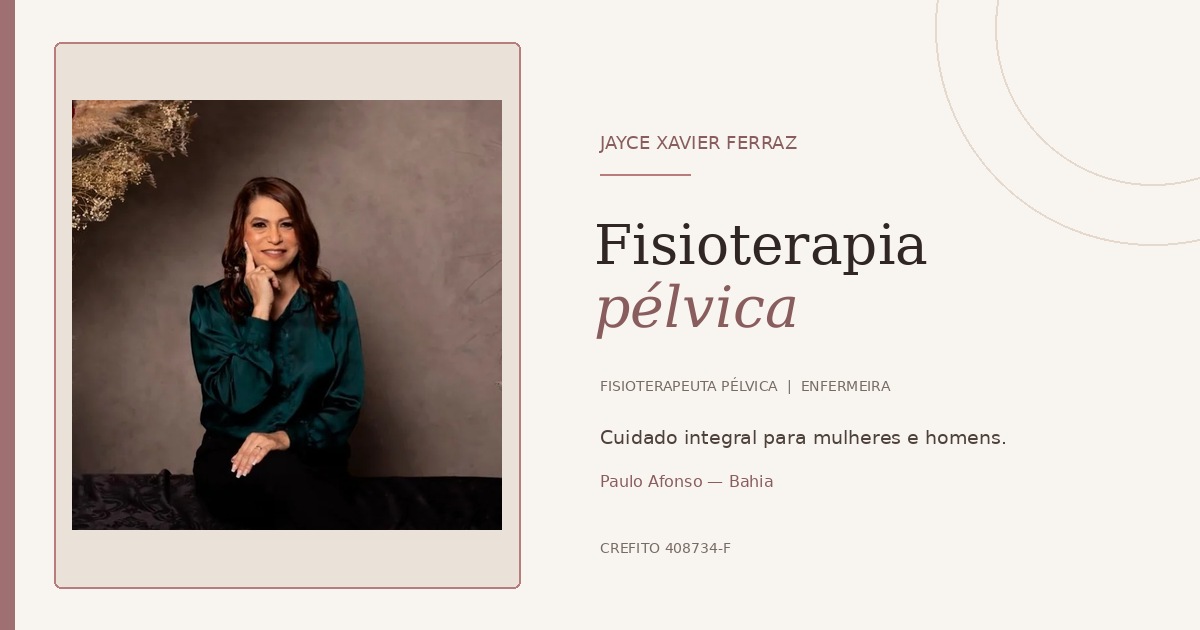 JAYCE XAVIER FERRAZ
Fisioterapia
pélvica
FISIOTERAPEUTA PÉLVICA | ENFERMEIRA
Cuidado integral para mulheres e homens.
Paulo Afonso — Bahia
CREFITO 408734-F